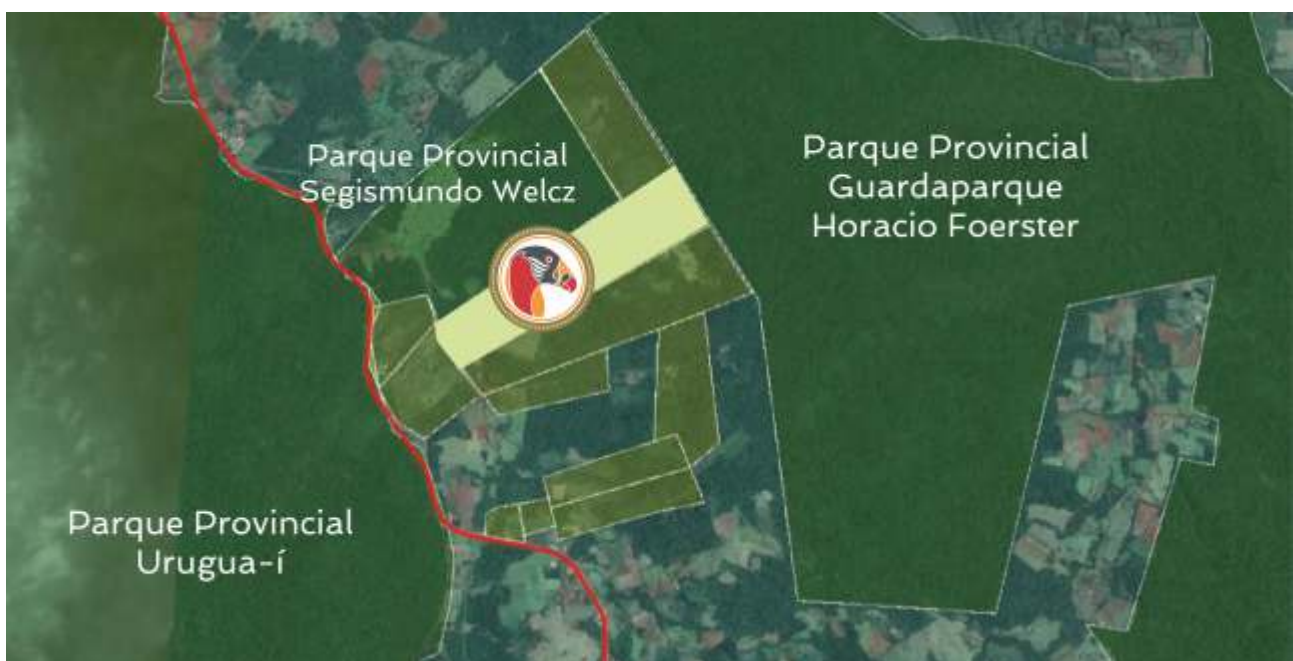 Parque Provincial
Segismundo Welcz
Parque Provincial
Guardaparque
Horacio Foerster
Parque Provincial
Urugua-í